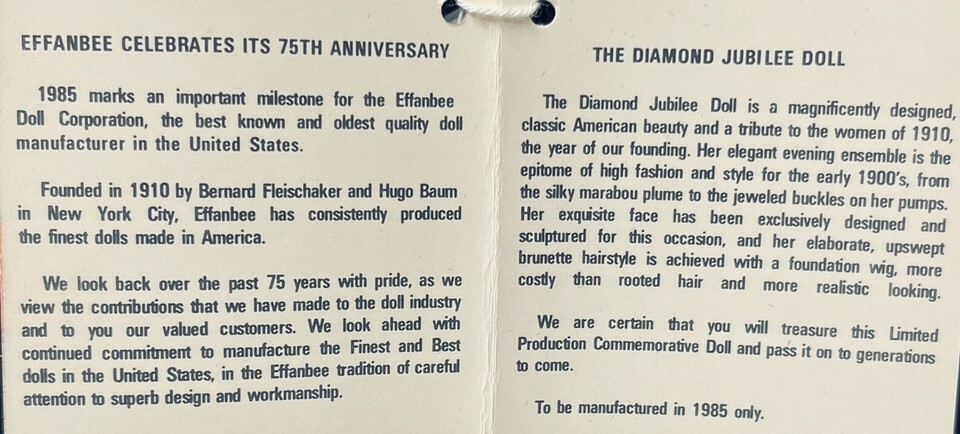 EFFANBEE CELEBRATES ITS 75TH ANNIVERSARY
1985 marks an important milestone for the Effanbee
Doll Corporation, the best known and oldest quality doll
manufacturer in the United States.
Founded in 1910 by Bernard Fleischaker and Hugo Baum
in New York City, Effanbee has consistently produced
the finest dolls made in America.
We look back over the past 75 years with pride, as we
view the contributions that we have made to the doll industry
and to you our valued customers. We look ahead with
continued commitment to manufacture the Finest and Best
dolls in the United States, in the Effanbee tradition of careful
attention to superb design and workmanship.
THE DIAMOND JUBILEE DOLL
The Diamond Jubilee Doll is a magnificently designed,
classic American beauty and a tribute to the women of 1910,
the year of our founding. Her elegant evening ensemble is the
epitome of high fashion and style for the early 1900's, from
the silky marabou plume to the jeweled buckles on her pumps.
Her exquisite face has been exclusively designed and
sculptured for this occasion, and her elaborate, upswept
brunette hairstyle is achieved with a foundation wig, more
costly than rooted hair and more realistic looking.
We are certain that you will treasure this Limited
Production Commemorative Doll and pass it on to generations
to come.
To be manufactured in 1985 only.